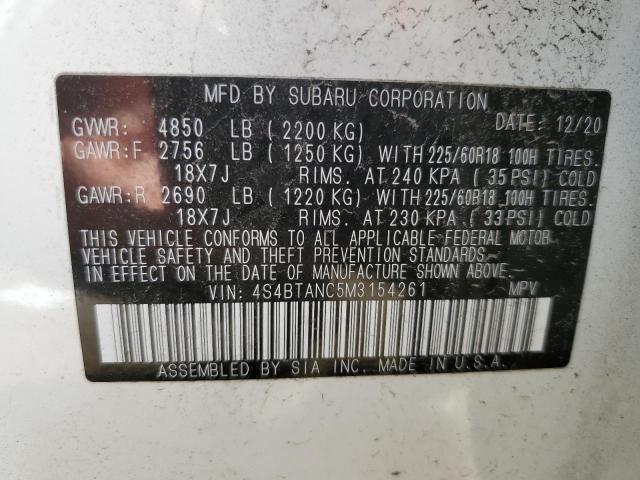 MFD BY SUBARU CORPORATION
GVWR: 4850 LB (2200 KG) DATE: 12/20
GAWR:F 2756 LB (1250 KG) WITH 225/60R18 100H TIRES.
18X7J RIMS. AT 240 KPA (35 PSI) COLD
GAWR:R 2690 LB (1220 KG) WITH 225/60R18 100H TIRES.
18X7J RIMS. AT 230 KPA (33 PSI) COLD
THIS VEHICLE CONFORMS TO ALL APPLICABLE FEDERAL MOTOR
VEHICLE SAFETY AND THEFT PREVENTION STANDARDS IN
EFFECT ON THE DATE OF MANUFACTURE SHOWN ABOVE.
VIN: 4S4BTANC5M3154261 MPV
ASSEMBLED BY SIA INC. MADE IN U.S.A.